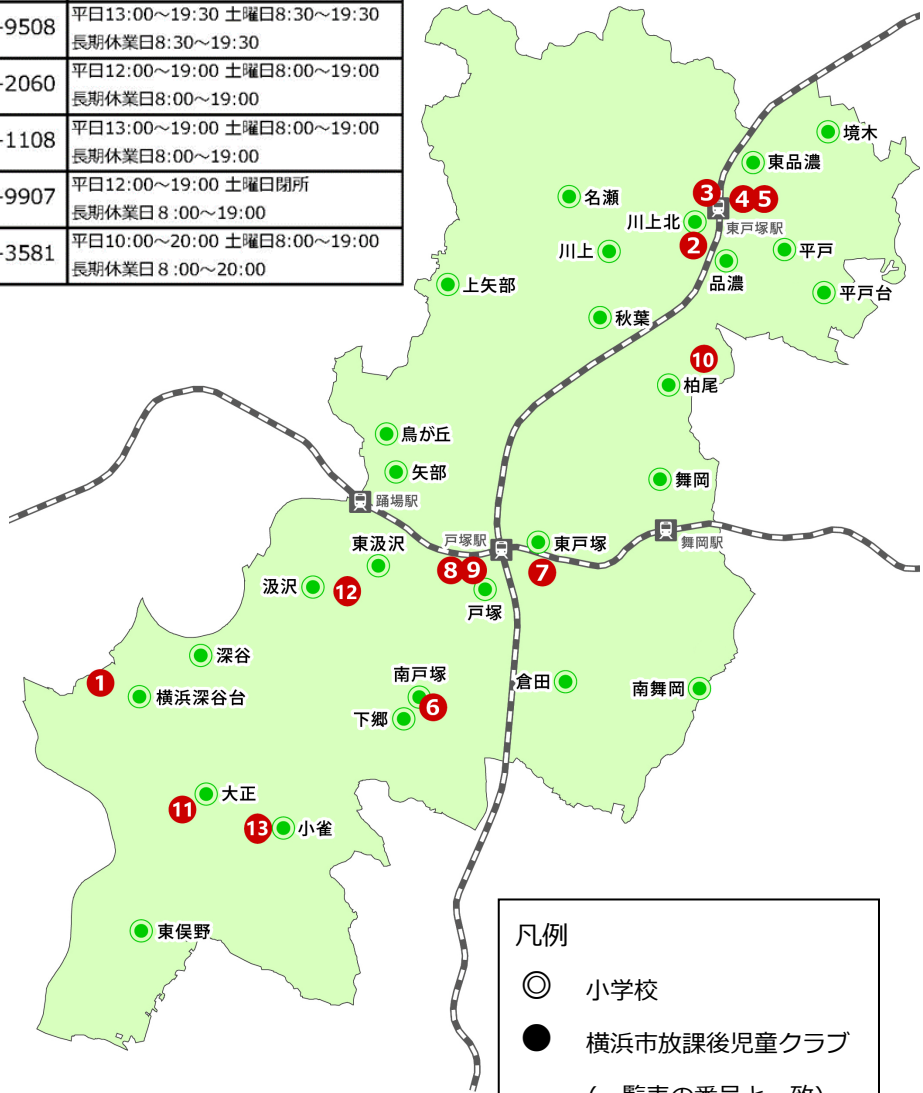 -9508 平日13:00～19:30 土曜日8:30～19:30
長期休業日8:30～19:30
-2060 平日12:00～19:00 土曜日8:00～19:00
長期休業日8:00～19:00
-1108 平日13:00～19:00 土曜日8:00～19:00
長期休業日8:00～19:00
-9907 平日12:00～19:00 土曜日閉所
長期休業日８:00～19:00
-3581 平日10:00～20:00 土曜日8:00～19:00
長期休業日８:00～20:00
境木
東品濃
名瀬
3
4
5
川上北
東戸塚駅
2
川上
平戸
品濃
上矢部
平戸台
秋葉
10
柏尾
鳥が丘
矢部
舞岡
踊場駅
戸塚駅
東戸塚
舞岡駅
東汲沢
8
9
7
汲沢
12
戸塚
深谷
1
横浜深谷台
南戸塚
倉田
南舞岡
6
下郷
大正
11
13
小雀
東俣野
凡例
◎ 小学校
● 横浜市放課後児童クラブ